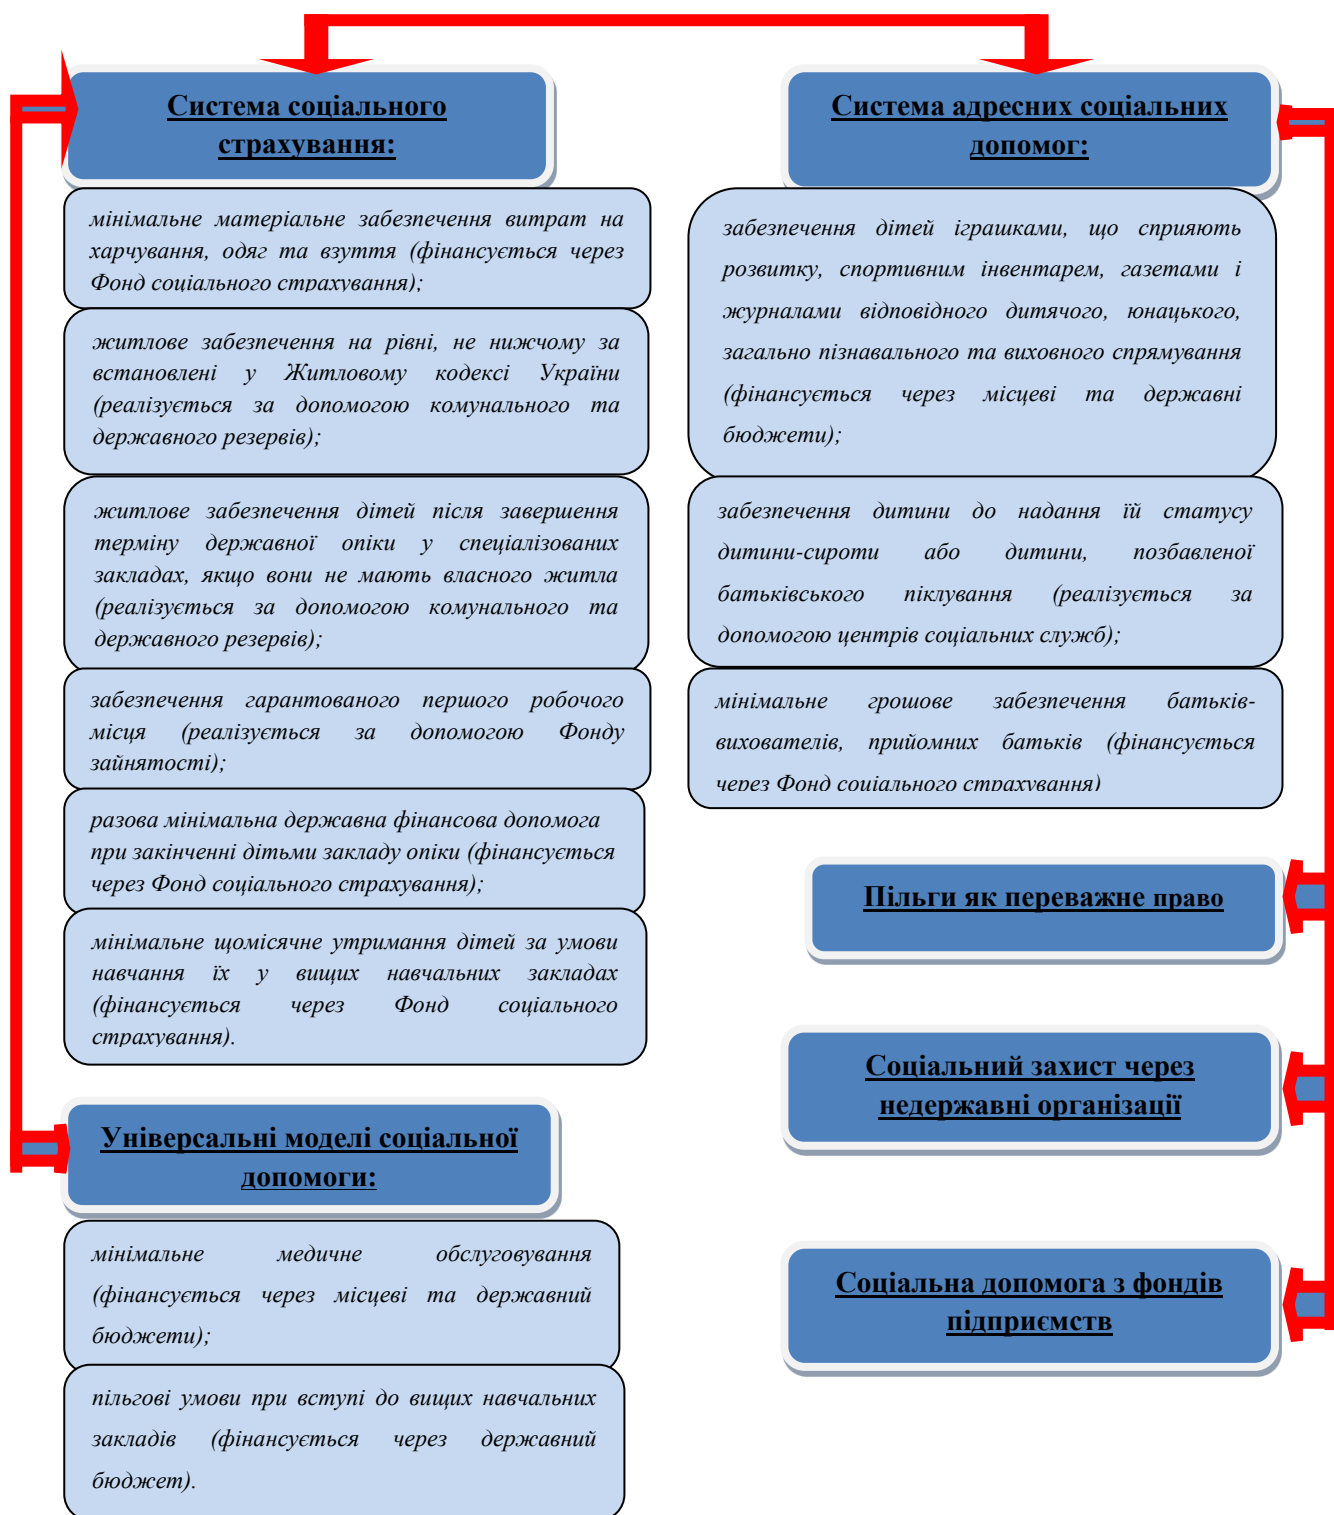 Система соціального
страхування:
мінімальне матеріальне забезпечення витрат на
харчування, одяг та взуття (фінансується через
Фонд соціального страхування);
житлове забезпечення на рівні, не нижчому за
встановлені у Житловому кодексі України
(реалізується за допомогою комунального та
державного резервів);
житлове забезпечення дітей після завершення
терміну державної опіки у спеціалізованих
закладах, якщо вони не мають власного житла
(реалізується за допомогою комунального та
державного резервів);
забезпечення гарантованого першого робочого
місця (реалізується за допомогою Фонду
зайнятості);
разова мінімальна державна фінансова допомога
при закінченні дітьми закладу опіки (фінансується
через Фонд соціального страхування);
мінімальне щомісячне утримання дітей за умови
навчання їх у вищих навчальних закладах
(фінансується через Фонд соціального
страхування).
Універсальні моделі соціальної
допомоги:
мінімальне медичне обслуговування
(фінансується через місцеві та державний
бюджети);
пільгові умови при вступі до вищих навчальних
закладів (фінансується через державний
бюджет).
Система адресних соціальних
допомог:
забезпечення дітей іграшками, що сприяють
розвитку, спортивним інвентарем, газетами і
журналами відповідного дитячого, юнацького,
загально пізнавального та виховного спрямування
(фінансується через місцеві та державні
бюджети);
забезпечення дитини до надання їй статусу
дитини-сироти або дитини, позбавленої
батьківського піклування (реалізується за
допомогою центрів соціальних служб);
мінімальне грошове забезпечення батьків-
вихователів, прийомних батьків (фінансується
через Фонд соціального страхування)
Пільги як переважне право
Соціальний захист через
недержавні організації
Соціальна допомога з фондів
підприємств